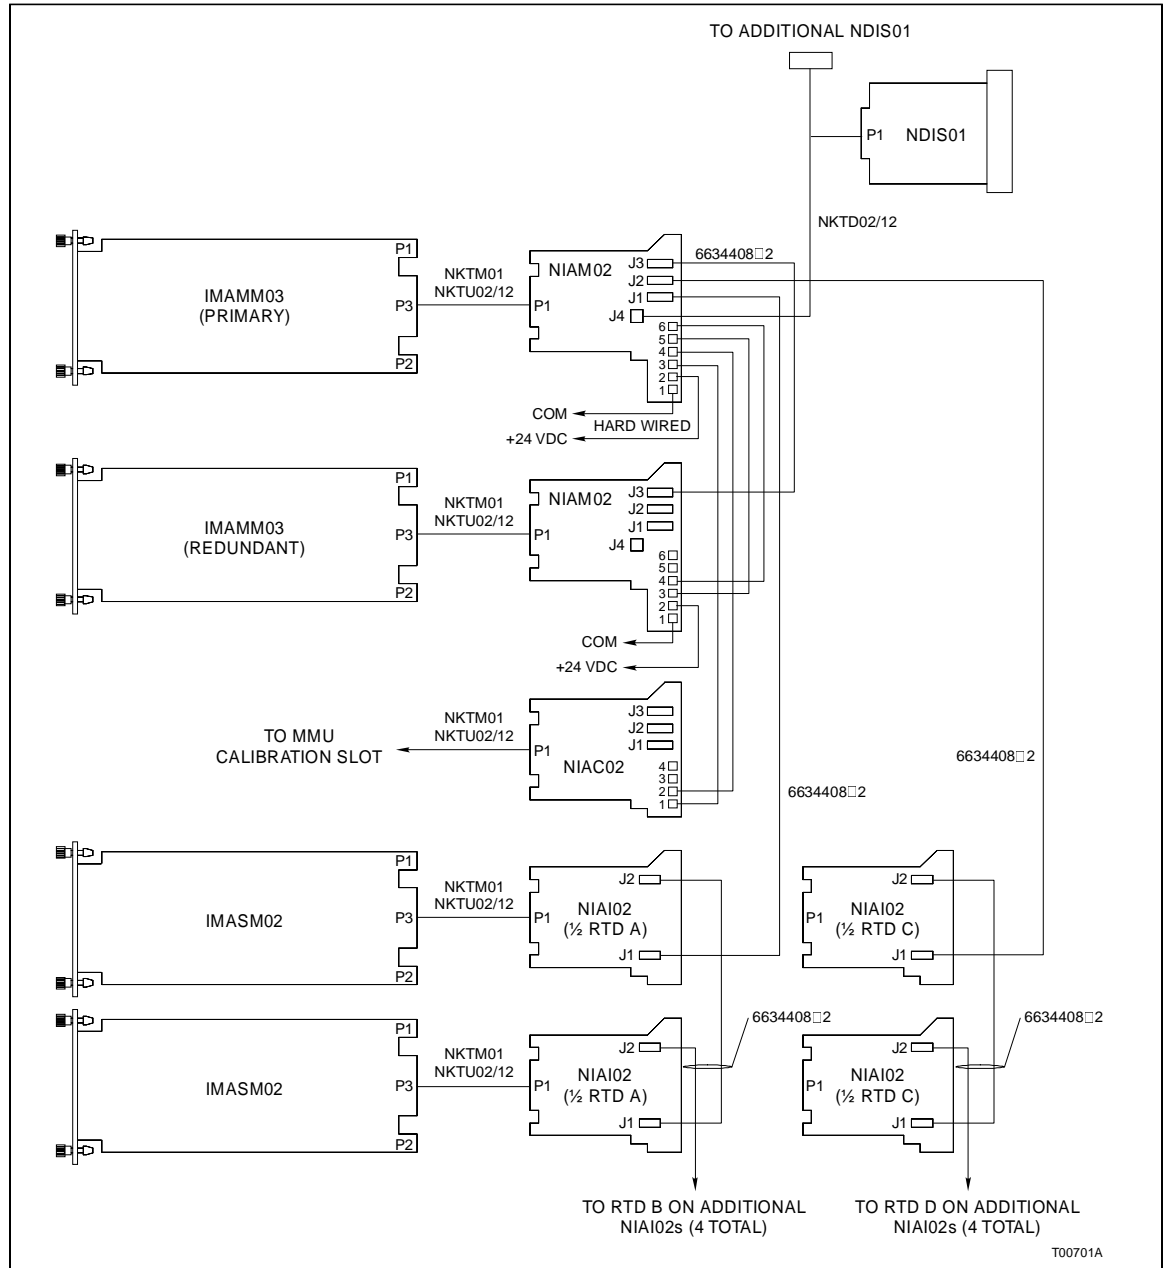 TO ADDITIONAL NDIS01
P1 NDIS01
NKTD02/12
P1
IMAMM03
(PRIMARY)
P3
P2
NKTM01
NKTU02/12
NIAM02
P1
J3
J2
J1
J4
6
5
4
3
2
1
6634408□2
COM
HARD WIRED
+24 VDC
P1
IMAMM03
(REDUNDANT)
P3
P2
NKTM01
NKTU02/12
NIAM02
P1
J3
J2
J1
J4
6
5
4
3
2
1
COM
+24 VDC
TO MMU
CALIBRATION SLOT
NKTM01
NKTU02/12
P1
NIAC02
J3
J2
J1
4
3
2
1
6634408□2
6634408□2
P1
IMASM02
P3
P2
NKTM01
NKTU02/12
P1
J2
NIAI02
(½ RTD A)
J1
P1
J2
NIAI02
(½ RTD C)
J1
P1
IMASM02
P3
P2
NKTM01
NKTU02/12
P1
J2
NIAI02
(½ RTD A)
J1
6634408□2
P1
J2
NIAI02
(½ RTD C)
J1
6634408□2
TO RTD B ON ADDITIONAL
NIAI02s (4 TOTAL)
TO RTD D ON ADDITIONAL
NIAI02s (4 TOTAL)
T00701A